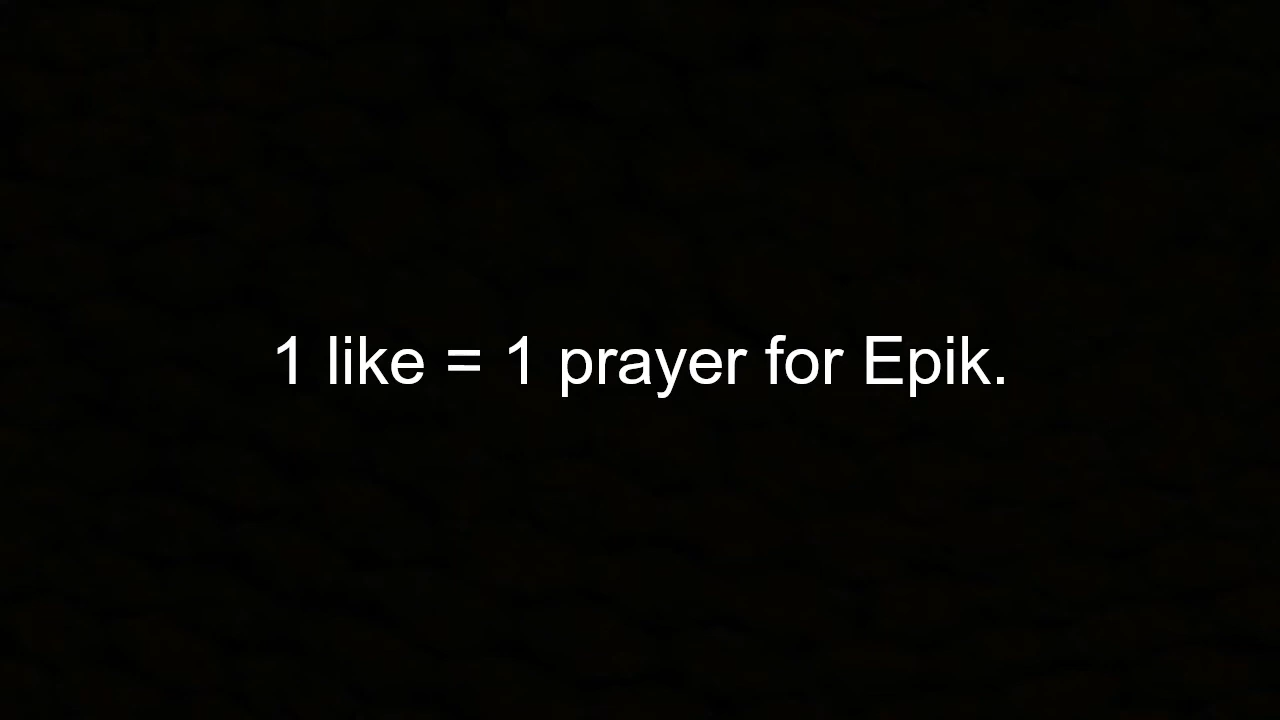 1 like = 1 prayer for Epik.